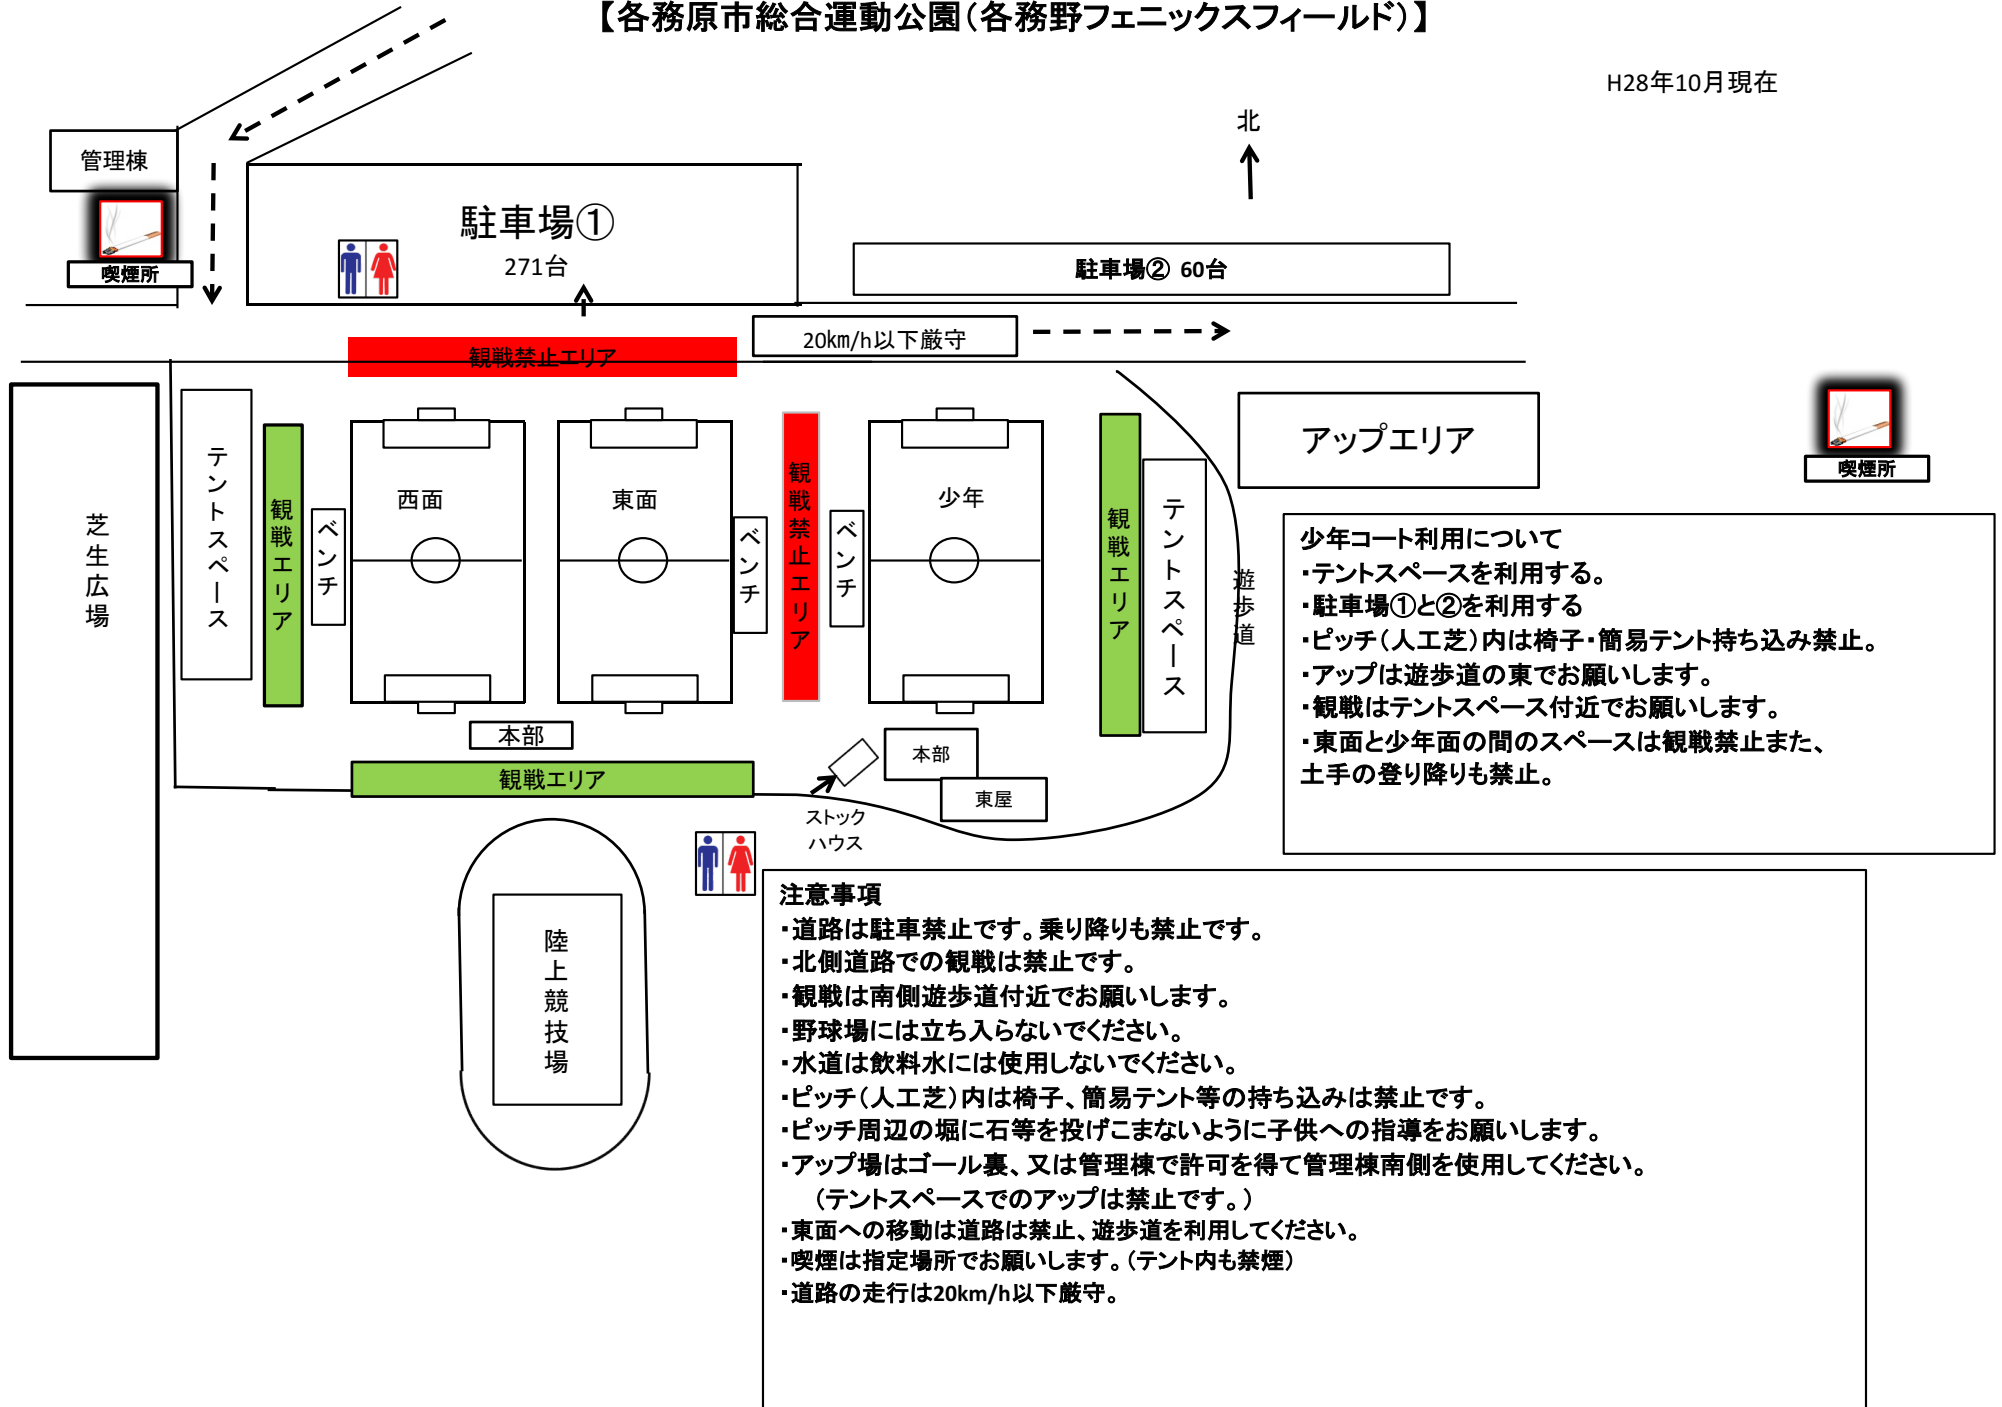 【各務原市総合運動公園(各務野フェニックスフィールド)】
H28年10月現在
北
管理棟
喫煙所
駐車場①
271台
駐車場② 60台
20km/h以下厳守
観戦禁止エリア
芝生広場
テントスペース
観戦エリア
ベンチ
西面
東面
ベンチ
観戦禁止エリア
ベンチ
少年
観戦エリア
テントスペース
遊歩道
アップエリア
喫煙所
本部
観戦エリア
本部
東屋
ストック
ハウス
陸上競技場
少年コート利用について
・テントスペースを利用する。
・駐車場①と②を利用する
・ピッチ(人工芝)内は椅子・簡易テント持ち込み禁止。
・アップは遊歩道の東でお願いします。
・観戦はテントスペース付近でお願いします。
・東面と少年面の間のスペースは観戦禁止また、
土手の登り降りも禁止。
注意事項
・道路は駐車禁止です。乗り降りも禁止です。
・北側道路での観戦は禁止です。
・観戦は南側遊歩道付近でお願いします。
・野球場には立ち入らないでください。
・水道は飲料水には使用しないでください。
・ピッチ(人工芝)内は椅子、簡易テント等の持ち込みは禁止です。
・ピッチ周辺の堀に石等を投げこまないように子供への指導をお願いします。
・アップ場はゴール裏、又は管理棟で許可を得て管理棟南側を使用してください。
(テントスペースでのアップは禁止です。)
・東面への移動は道路は禁止、遊歩道を利用してください。
・喫煙は指定場所でお願いします。(テント内も禁煙)
・道路の走行は20km/h以下厳守。